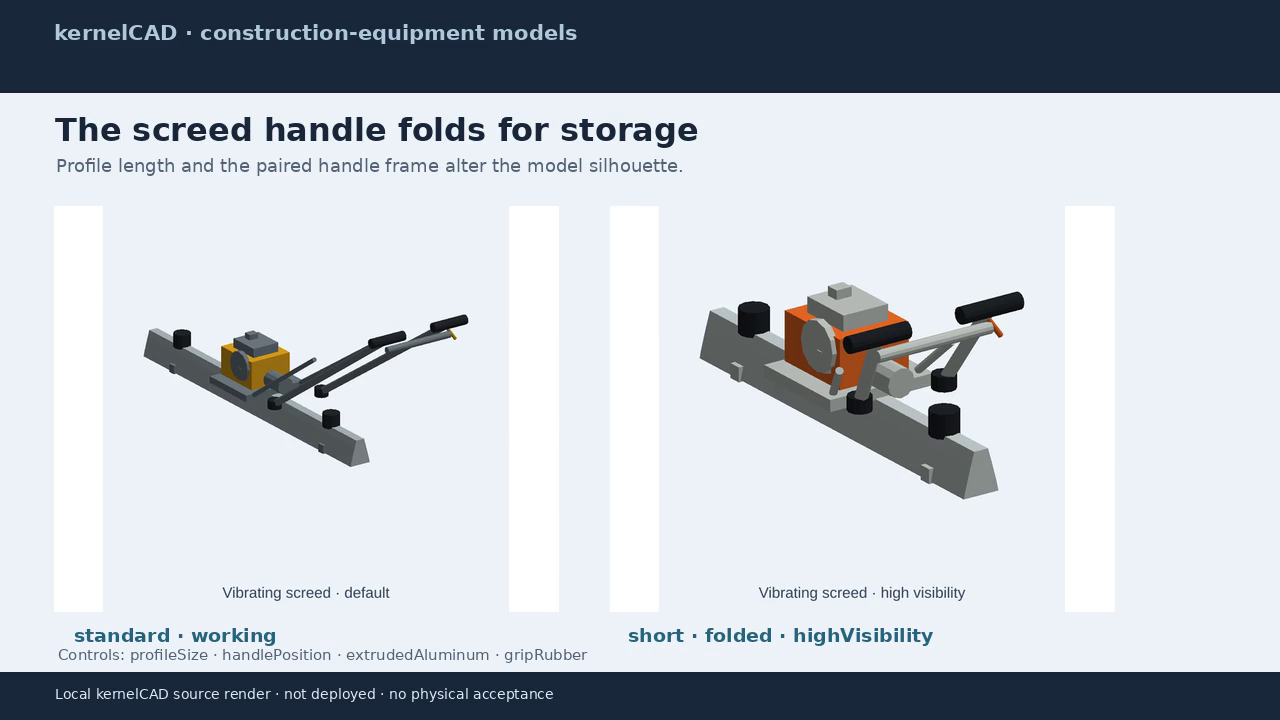 kernelCAD · construction-equipment models
The screed handle folds for storage
Profile length and the paired handle frame alter the model silhouette.
Vibrating screed · default
Vibrating screed · high visibility
standard · working
short · folded · highVisibility
Controls: profileSize · handlePosition · extrudedAluminum · gripRubber
Local kernelCAD source render · not deployed · no physical acceptance